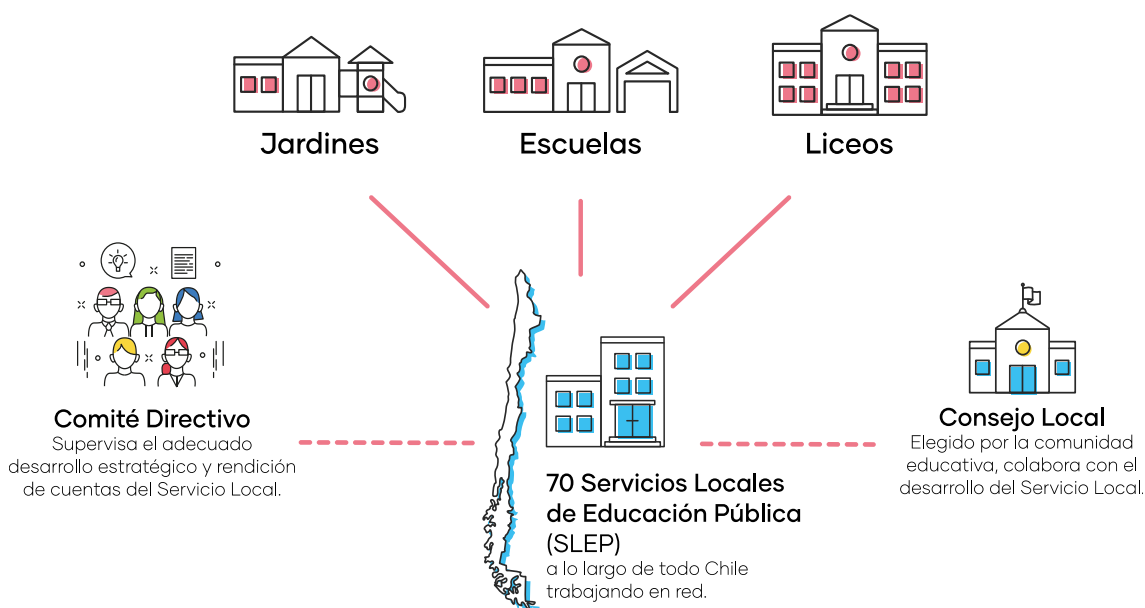 Jardines
Escuelas
Liceos
Comité Directivo
Supervisa el adecuado
desarrollo estratégico y rendición
de cuentas del Servicio Local.
70 Servicios Locales
de Educación Pública
(SLEP)
a lo largo de todo Chile
trabajando en red.
Consejo Local
Elegido por la comunidad
educativa, colabora con el
desarrollo del Servicio Local.